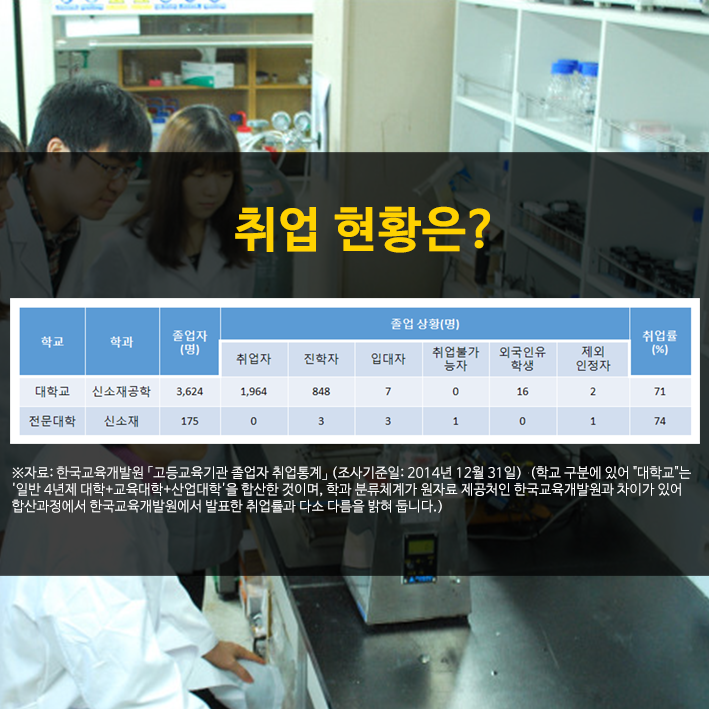 취업 현황은?
학교 학과 졸업자 (명) 졸업 상황(명) 취업률 (%)
취업자 진학자 입대자 취업불가능자 외국인유학생 제외인정자
대학교 신소재공학 3,624 1,964 848 7 0 16 2 71
전문대학 신소재 175 0 3 3 1 0 1 74
※자료: 한국교육개발원 「고등교육기관 졸업자 취업통계」 (조사기준일: 2014년 12월 31일) (학교 구분에 있어 "대학교"는
'일반 4년제 대학+교육대학+산업대학'을 합산한 것이며, 학과 분류체계가 원자료 제공처인 한국교육개발원과 차이가 있어
합산과정에서 한국교육개발원에서 발표한 취업률과 다소 다름을 밝혀 둡니다.)